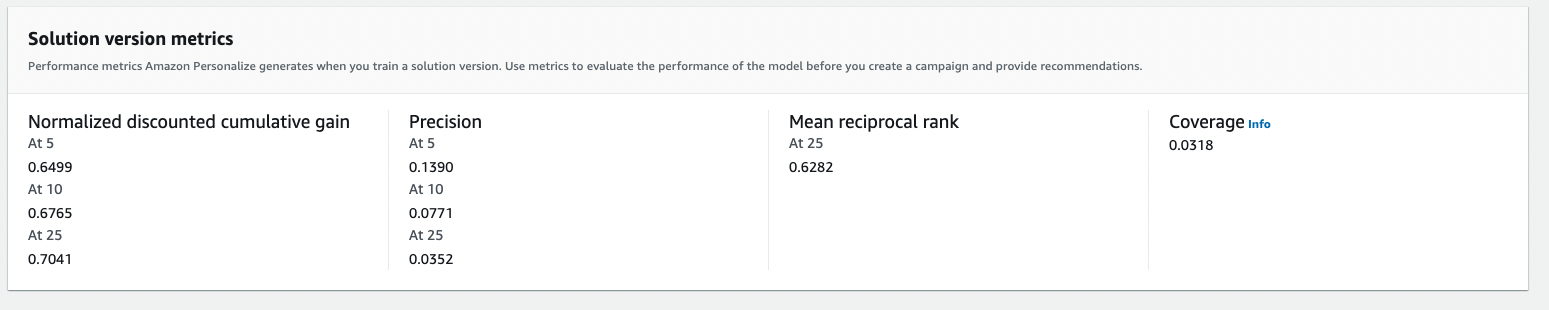 Solution version metrics
Performance metrics Amazon Personalize generates when you train a solution version. Use metrics to evaluate the performance of the model before you create a campaign and provide recommendations.
Normalized discounted cumulative gain
At 5
0.6499
At 10
0.6765
At 25
0.7041
Precision
At 5
0.1390
At 10
0.0771
At 25
0.0352
Mean reciprocal rank
At 25
0.6282
Coverage Info
0.0318